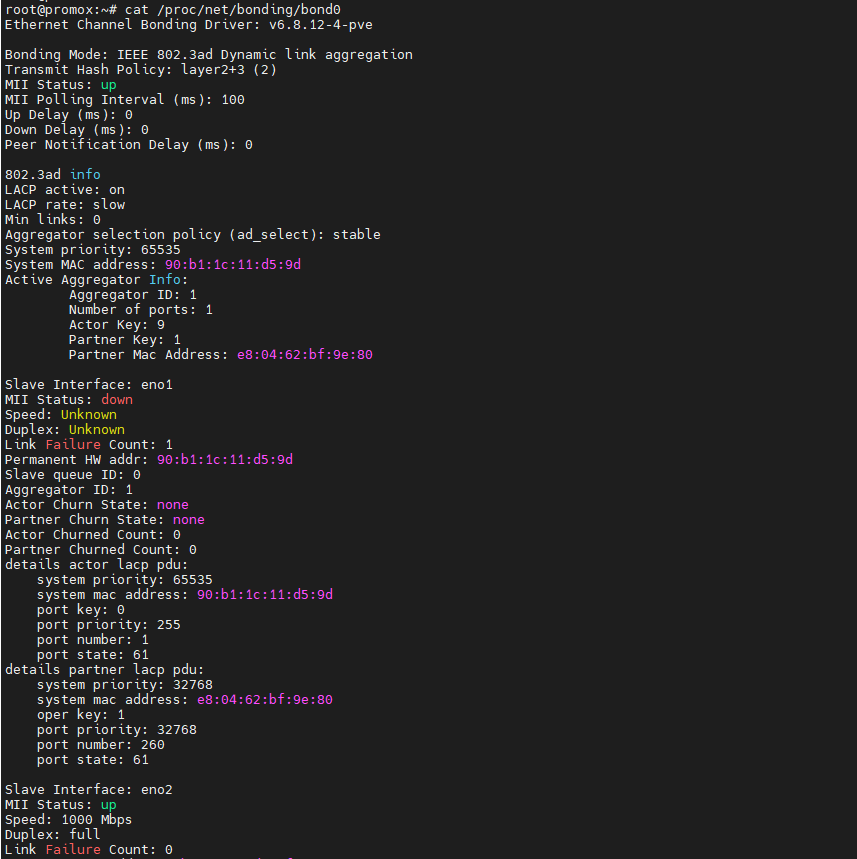 root@promox:~# cat /proc/net/bonding/bond0
Ethernet Channel Bonding Driver: v6.8.12-4-pve
Bonding Mode: IEEE 802.3ad Dynamic link aggregation
Transmit Hash Policy: layer2+3 (2)
MII Status: up
MII Polling Interval (ms): 100
Up Delay (ms): 0
Down Delay (ms): 0
Peer Notification Delay (ms): 0
802.3ad info
LACP active: on
LACP rate: slow
Min links: 0
Aggregator selection policy (ad_select): stable
System priority: 65535
System MAC address: 90:b1:1c:11:d5:9d
Active Aggregator Info:
Aggregator ID: 1
Number of ports: 1
Actor Key: 9
Partner Key: 1
Partner Mac Address: e8:04:62:bf:9e:80
Slave Interface: eno1
MII Status: down
Speed: Unknown
Duplex: Unknown
Link Failure Count: 1
Permanent HW addr: 90:b1:1c:11:d5:9d
Slave queue ID: 0
Aggregator ID: 1
Actor Churn State: none
Partner Churn State: none
Actor Churned Count: 0
Partner Churned Count: 0
details actor lacp pdu:
system priority: 65535
system mac address: 90:b1:1c:11:d5:9d
port key: 0
port priority: 255
port number: 1
port state: 61
details partner lacp pdu:
system priority: 32768
system mac address: e8:04:62:bf:9e:80
oper key: 1
port priority: 32768
port number: 260
port state: 61
Slave Interface: eno2
MII Status: up
Speed: 1000 Mbps
Duplex: full
Link Failure Count: 0